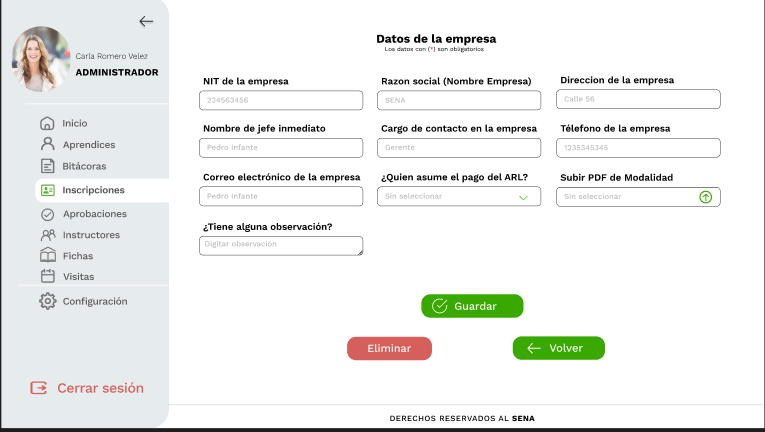 Carla Romero Velez
ADMINISTRADOR
Inicio
Aprendices
Bitácoras
Inscripciones
Aprobaciones
Instructores
Fichas
Visitas
Configuración
Cerrar sesión
Datos de la empresa
Los datos con (*) son obligatorios
NIT de la empresa
234563456
Razon social (Nombre Empresa)
SENA
Direccion de la empresa
Calle 56
Nombre de jefe inmediato
Pedro Infante
Cargo de contacto en la empresa
Gerente
Télefono de la empresa
1235345345
Correo electrónico de la empresa
Pedro Infante
¿Quien asume el pago del ARL?
Sin seleccionar
Subir PDF de Modalidad
Sin seleccionar
¿Tiene alguna observación?
Digitar observación
Guardar
Eliminar
Volver
DERECHOS RESERVADOS AL SENA